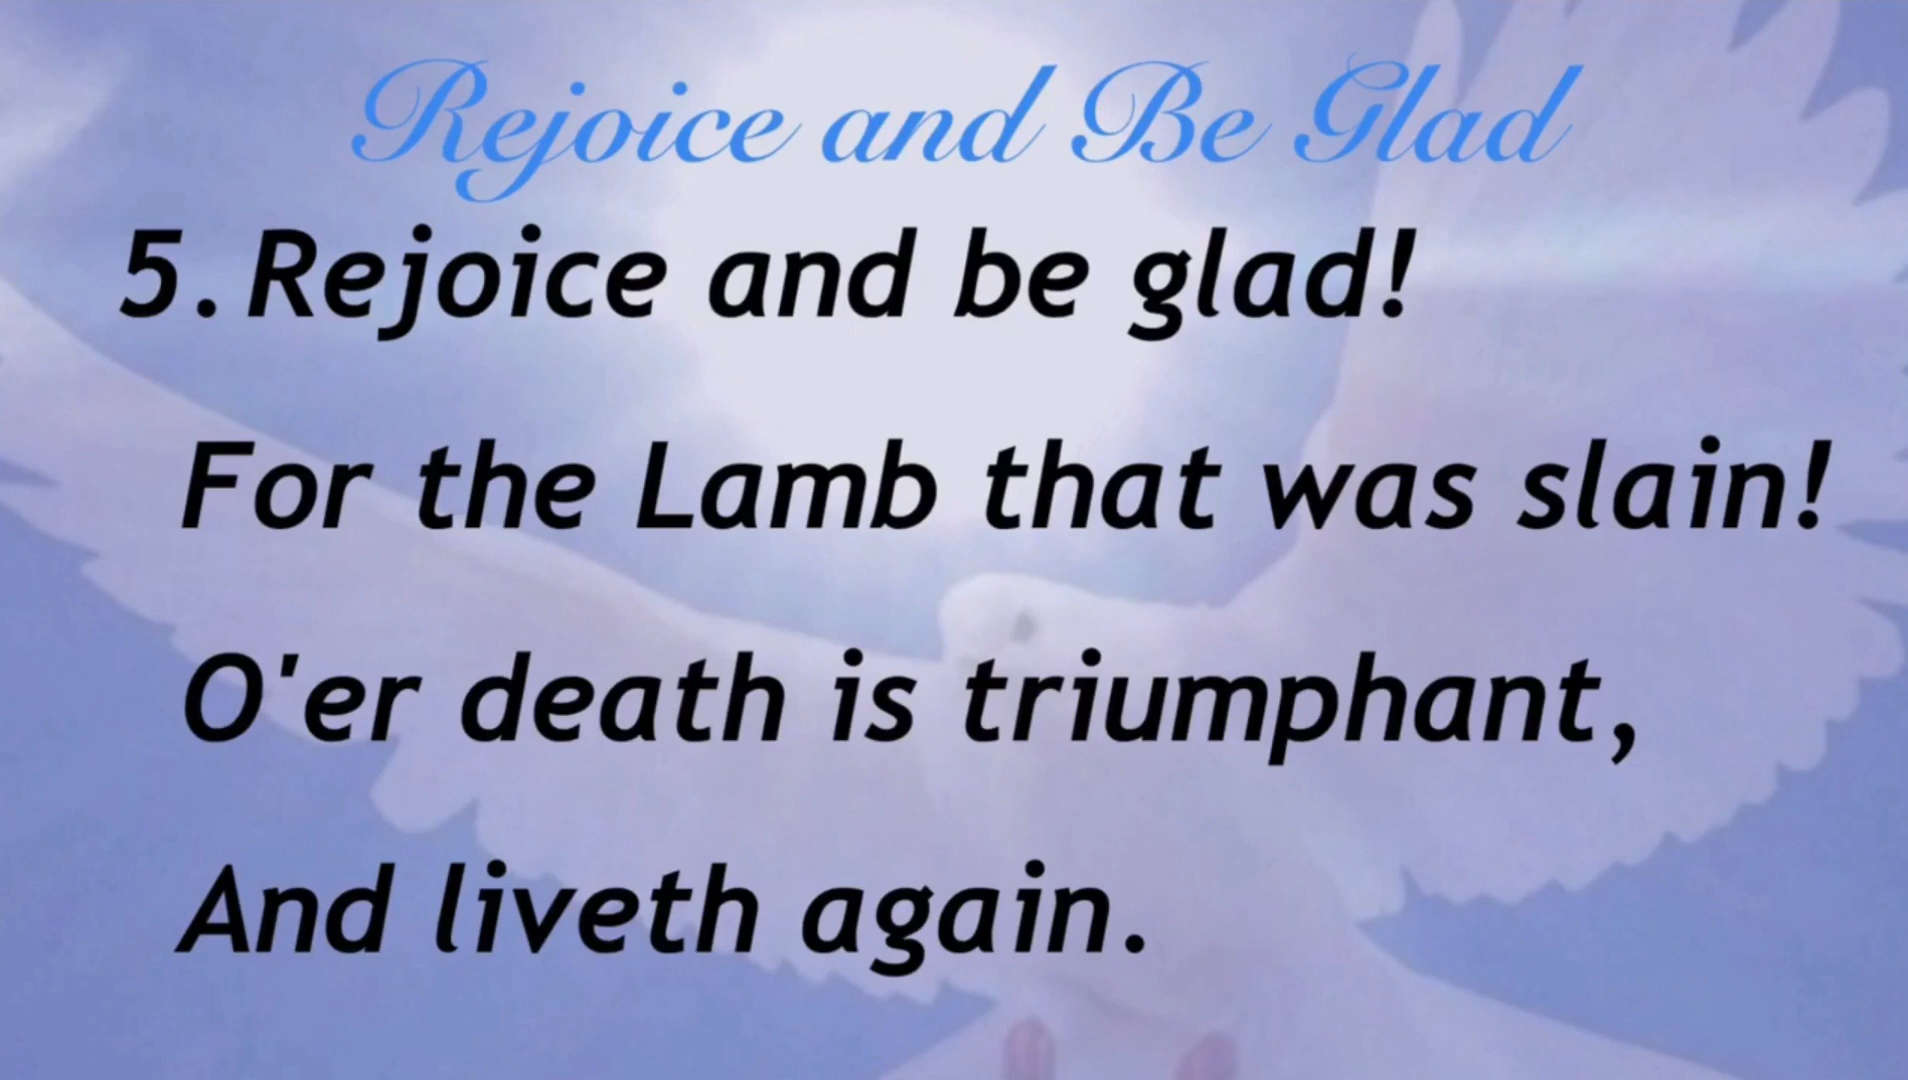 Rejoice and Be Glad
5. Rejoice and be glad!
For the Lamb that was slain!
O'er death is triumphant,
And liveth again.